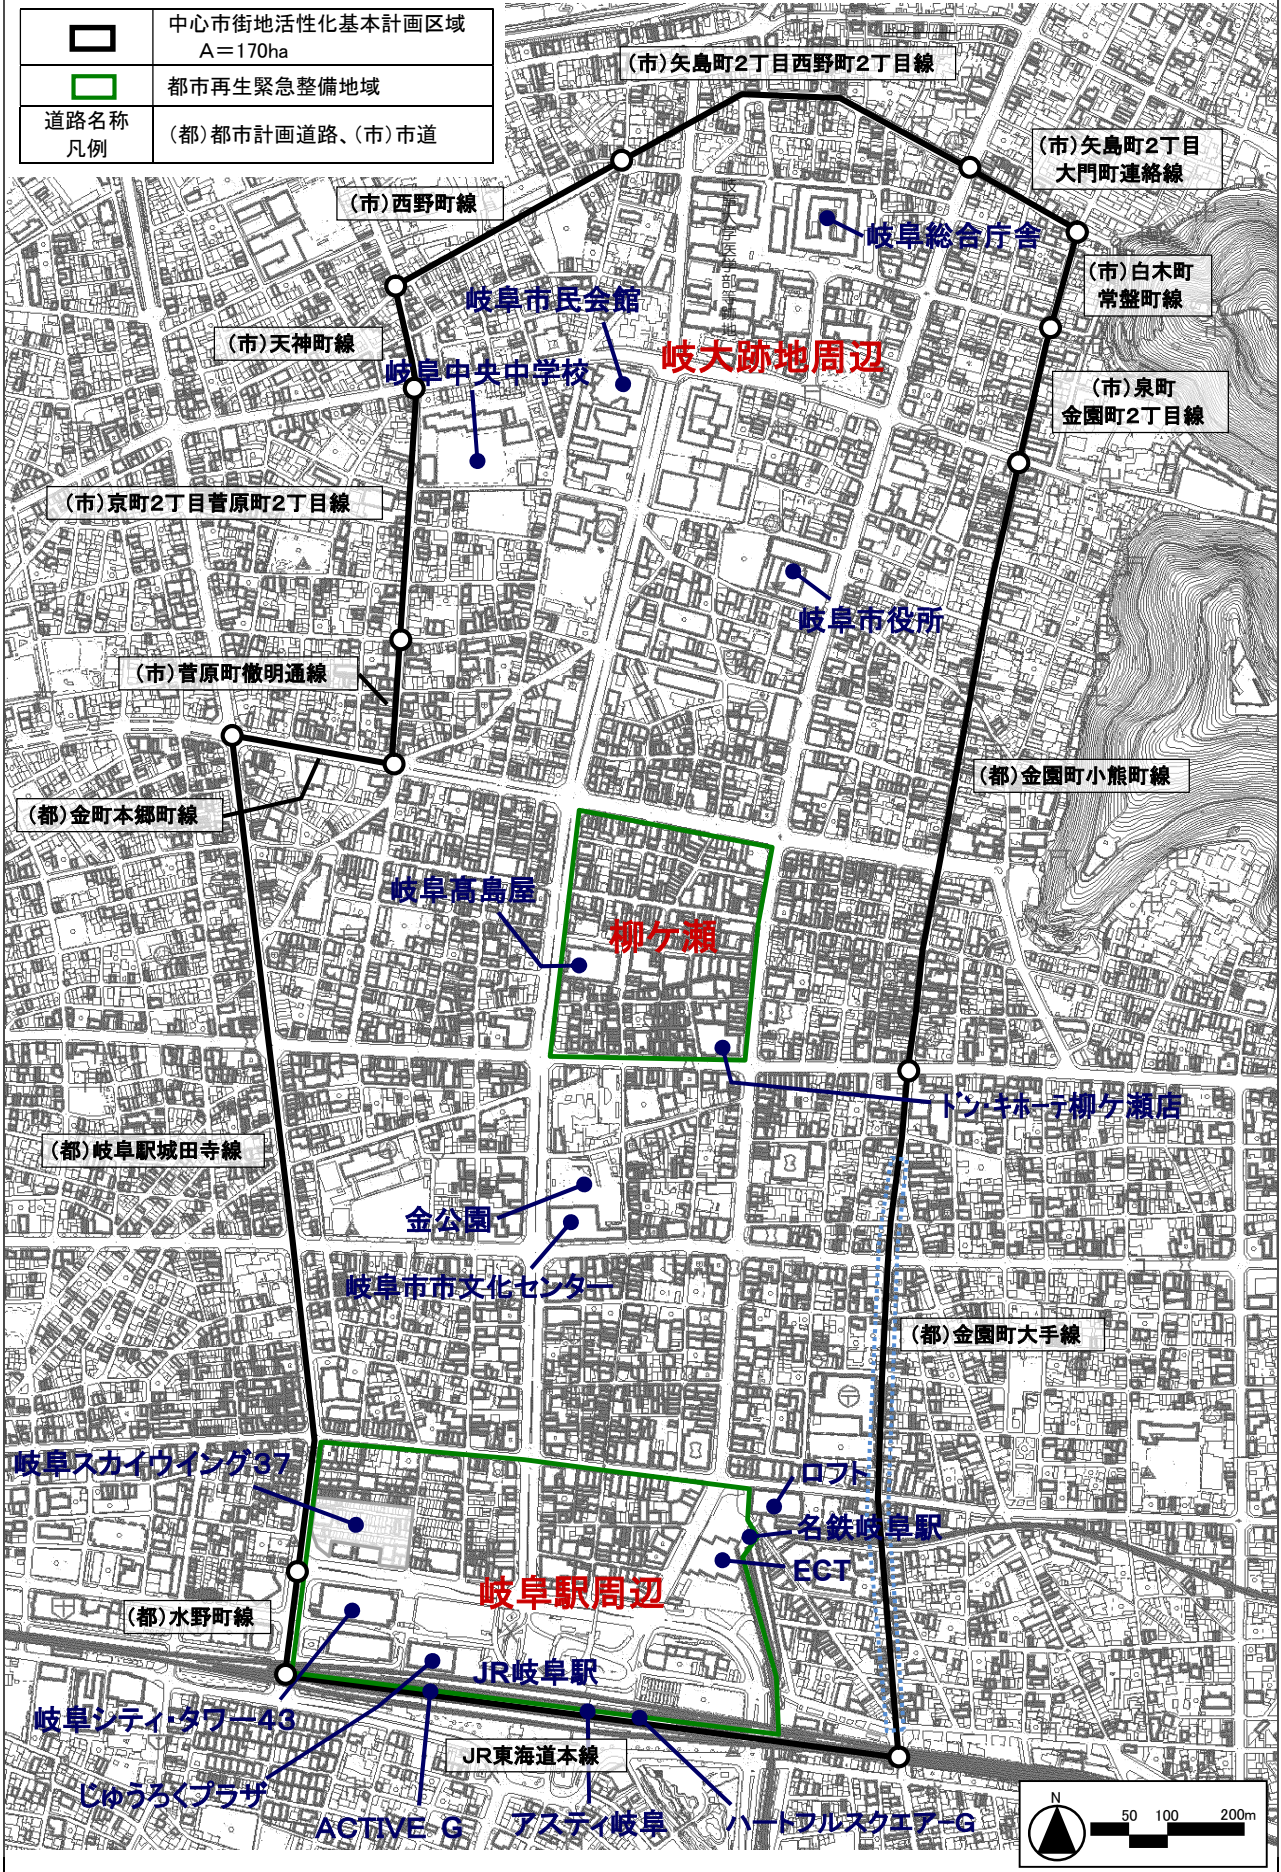 中心市街地活性化基本計画区域
A=170ha
都市再生緊急整備地域
道路名称
凡例
(都)都市計画道路、(市)市道
(市)矢島町2丁目西野町2丁目線
(市)矢島町2丁目
大門町連絡線
(市)西野町線
岐阜大学医学部等跡地
岐阜総合庁舎
(市)白木町
常盤町線
岐阜市民会館
(市)天神町線
岐大跡地周辺
岐阜中央中学校
(市)泉町
金園町2丁目線
(市)京町2丁目菅原町2丁目線
岐阜市役所
(市)菅原町徹明通線
(都)金園町小熊町線
(都)金町本郷町線
岐阜高島屋
柳ケ瀬
ドン・キホーテ柳ケ瀬店
(都)岐阜駅城田寺線
金公園
岐阜市市文化センター
(都)金園町大手線
岐阜スカイウイング37
ロフト
名鉄岐阜駅
ECT
岐阜駅周辺
(都)水野町線
JR岐阜駅
岐阜シティ・タワー43
JR東海道本線
じゅうろくプラザ
ACTIVE G
アスティ岐阜
ハートフルスクエアーG
N
50 100 200m